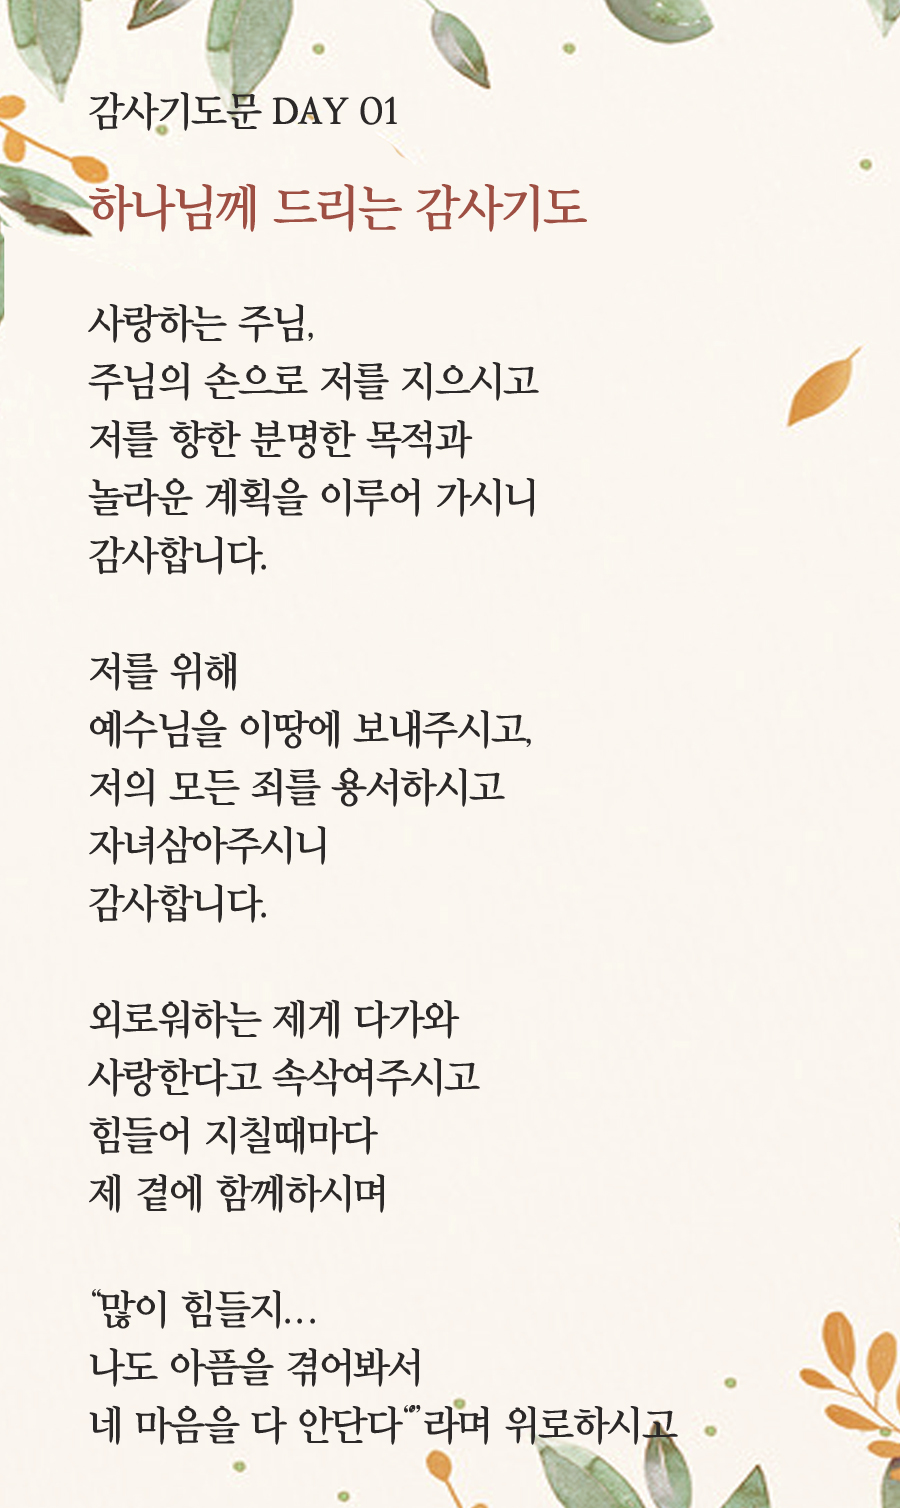 감사기도문 DAY 01
하나님께 드리는 감사기도
사랑하는 주님,
주님의 손으로 저를 지으시고
저를 향한 분명한 목적과
놀라운 계획을 이루어 가시니
감사합니다.
저를 위해
예수님을 이땅에 보내주시고,
저의 모든 죄를 용서하시고
자녀삼아주시니
감사합니다.
외로워하는 제게 다가와
사랑한다고 속삭여주시고
힘들어 지칠때마다
제 곁에 함께하시며
“많이 힘들지...
나도 아픔을 겪어봐서
네 마음을 다 안단다“”라며 위로하시고